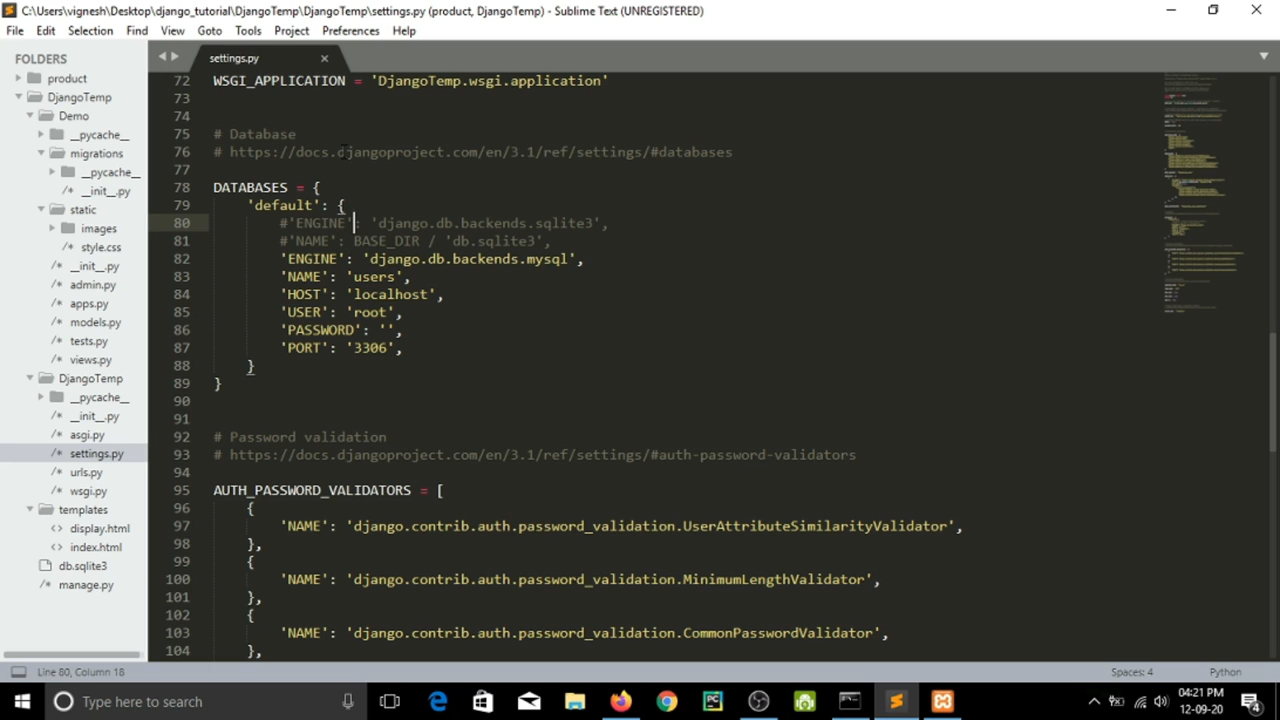 C:\Users\vignesh\Desktop\django_tutorial\DjangoTemp\DjangoTemp\settings.py (product, DjangoTemp) - Sublime Text (UNREGISTERED)
File Edit Selection Find View Goto Tools Project Preferences Help
FOLDERS
product
DjangoTemp
Demo
__pycache__
migrations
__pycache__
__init__.py
static
images
style.css
__init__.py
admin.py
apps.py
models.py
tests.py
views.py
DjangoTemp
__pycache__
__init__.py
asgi.py
settings.py
urls.py
wsgi.py
templates
display.html
index.html
db.sqlite3
manage.py
settings.py
72 WSGI_APPLICATION = 'DjangoTemp.wsgi.application'
73
74
75 # Database
76 # https://docs.djangoproject.com/en/3.1/ref/settings/#databases
77
78 DATABASES = {
79 'default': {
80 #'ENGINE': 'django.db.backends.sqlite3',
81 #'NAME': BASE_DIR / 'db.sqlite3',
82 'ENGINE': 'django.db.backends.mysql',
83 'NAME': 'users',
84 'HOST': 'localhost',
85 'USER': 'root',
86 'PASSWORD': '',
87 'PORT': '3306',
88 }
89 }
90
91
92 # Password validation
93 # https://docs.djangoproject.com/en/3.1/ref/settings/#auth-password-validators
94
95 AUTH_PASSWORD_VALIDATORS = [
96 {
97 'NAME': 'django.contrib.auth.password_validation.UserAttributeSimilarityValidator',
98 },
99 {
100 'NAME': 'django.contrib.auth.password_validation.MinimumLengthValidator',
101 },
102 {
103 'NAME': 'django.contrib.auth.password_validation.CommonPasswordValidator',
104 },
Line 80, Column 18
Spaces: 4
Python
Type here to search
04:21 PM
12-09-20
4